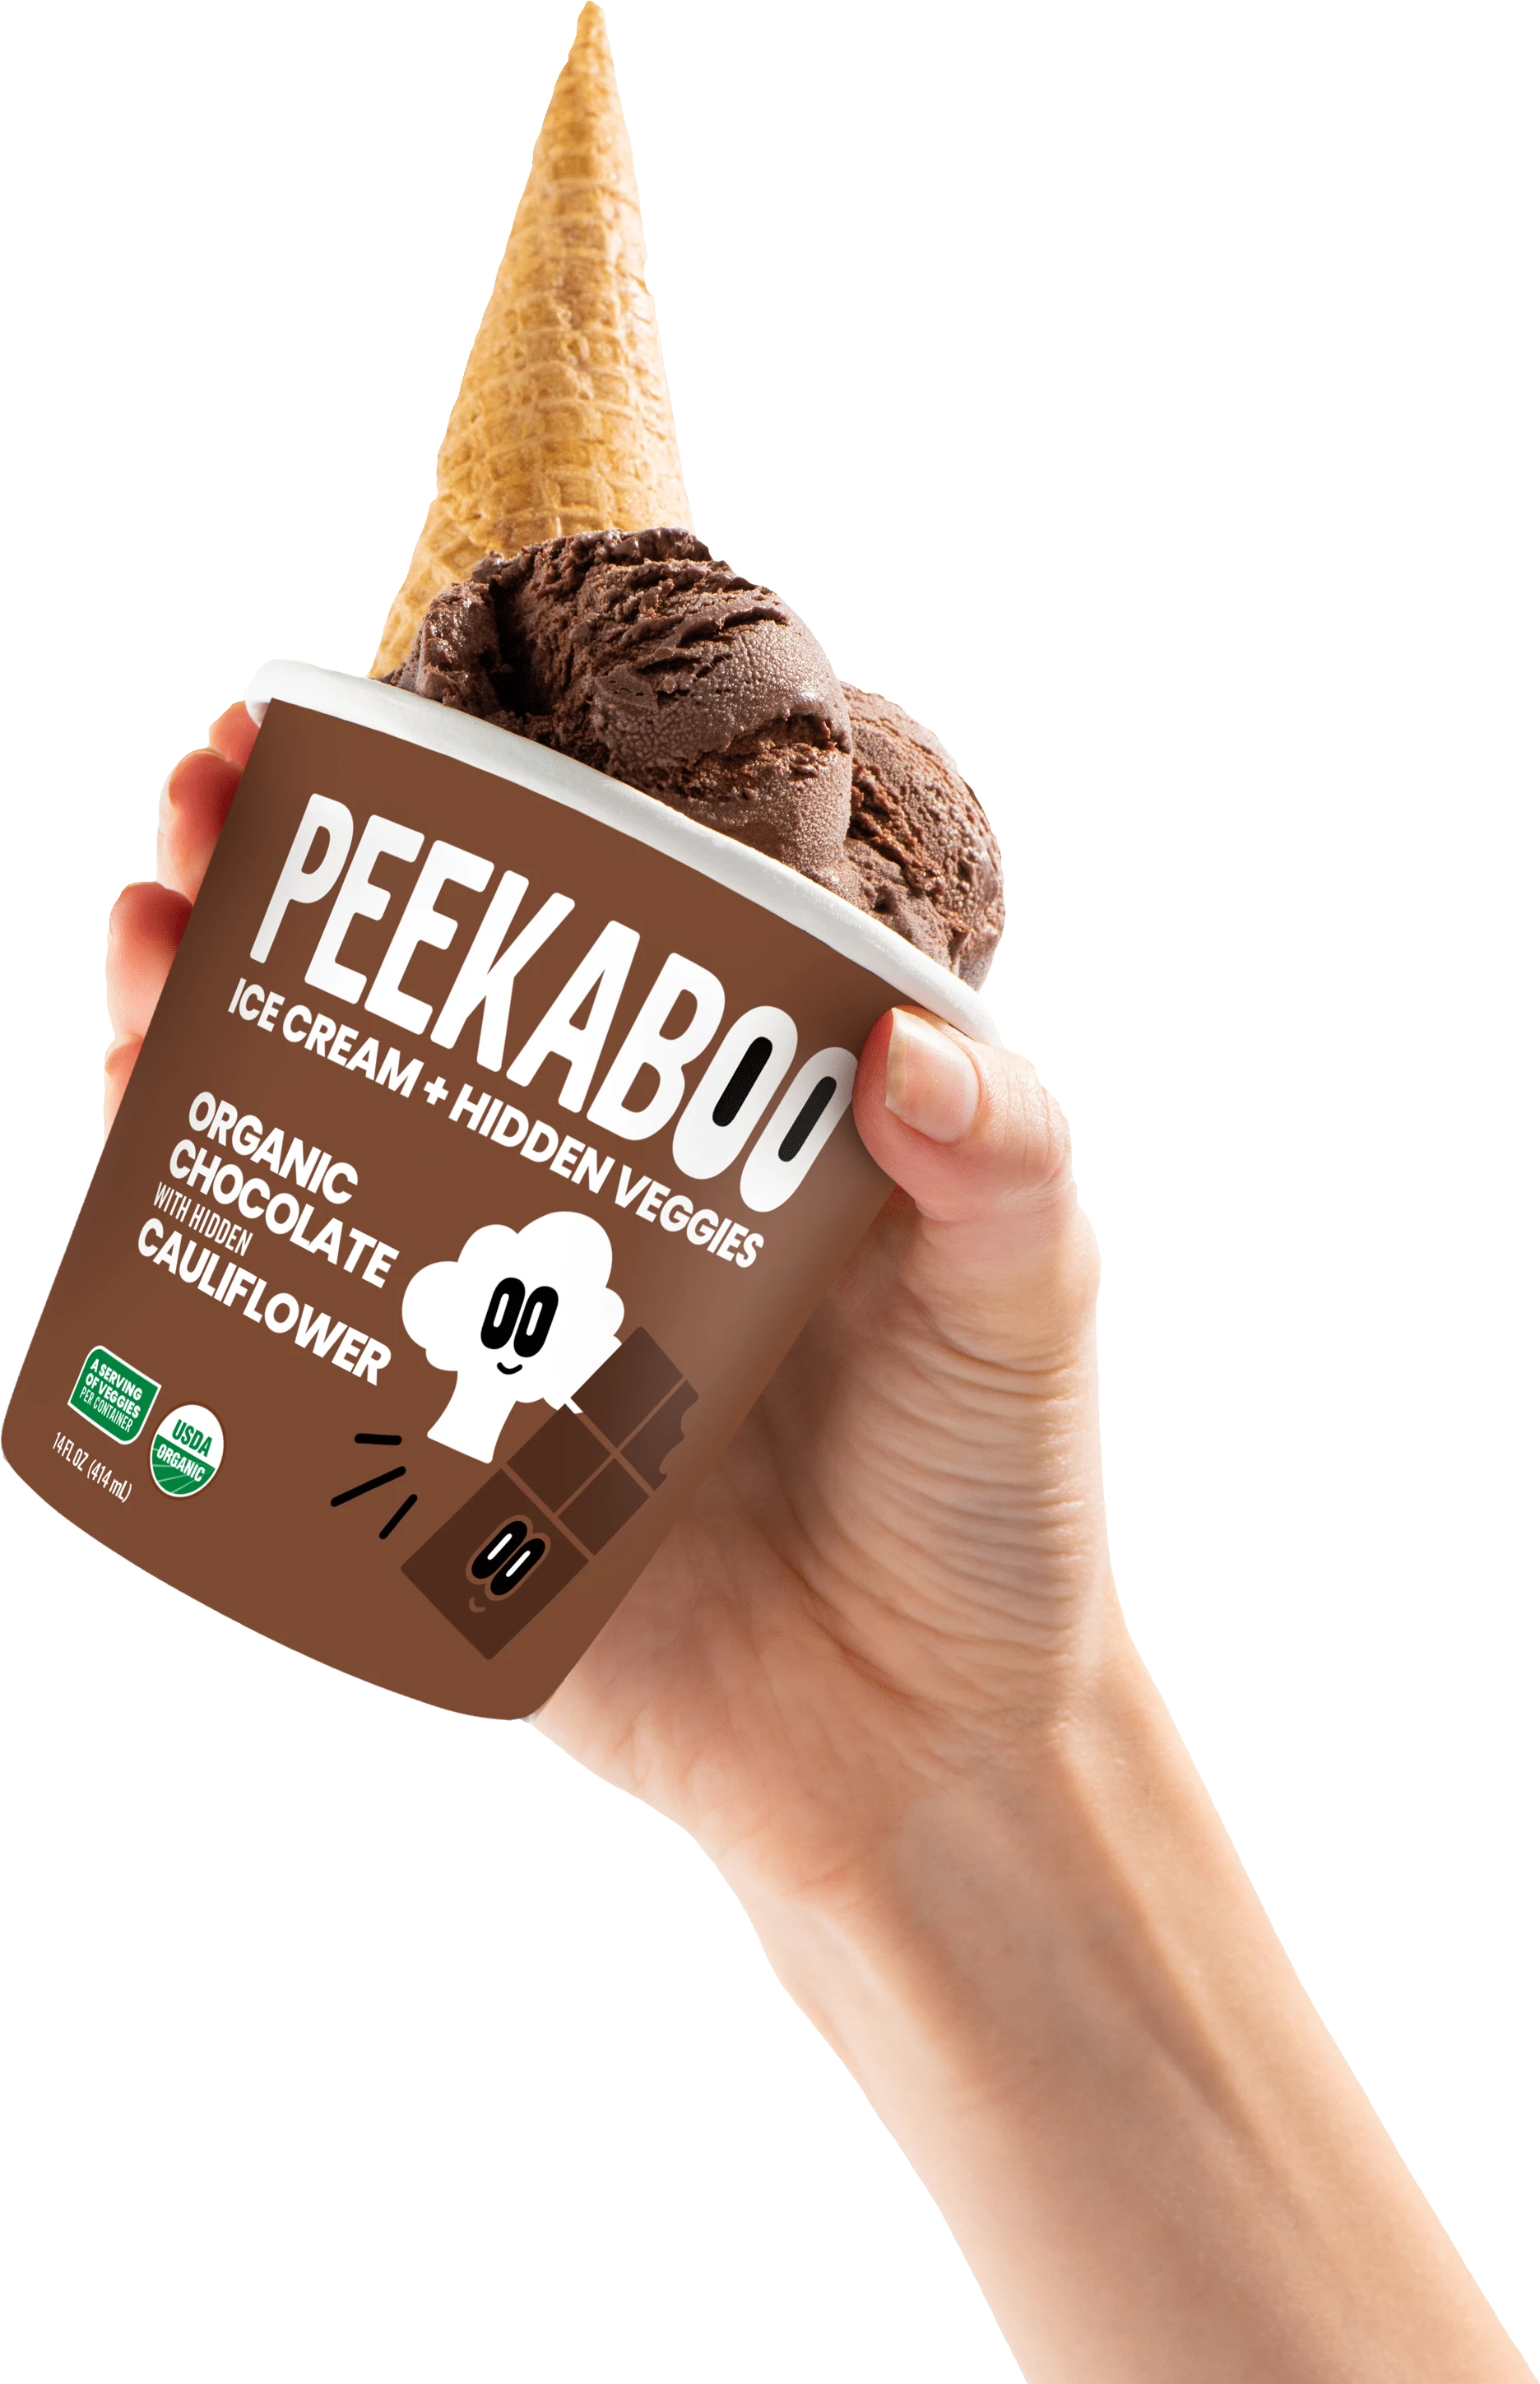 PEEKABOO
ICE CREAM + HIDDEN VEGGIES
ORGANIC
CHOCOLATE
WITH HIDDEN
CAULIFLOWER
A SERVING
OF VEGGIES
PER CONTAINER
USDA
ORGANIC
14 FL OZ (414 mL)